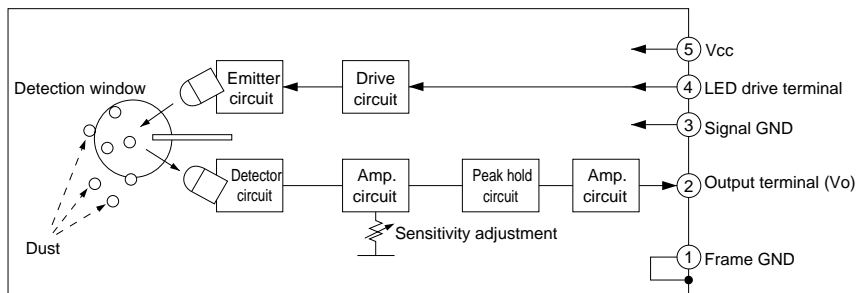 Detection window
Emitter
circuit
Drive
circuit
5 Vcc
4 LED drive terminal
3 Signal GND
Detector
circuit
Amp.
circuit
Peak hold
circuit
Amp.
circuit
2 Output terminal (Vo)
Sensitivity adjustment
Dust
1 Frame GND